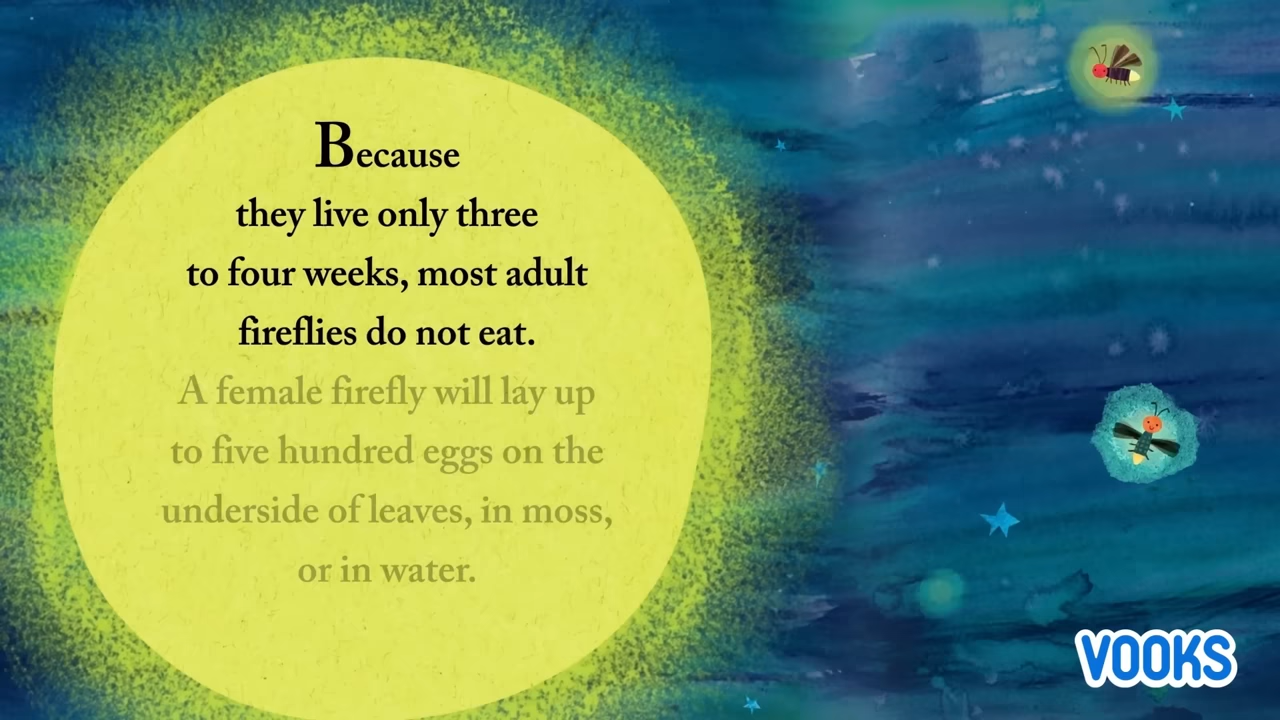 Because
they live only three
to four weeks, most adult
fireflies do not eat.
A female firefly will lay up
to five hundred eggs on the
underside of leaves, in moss,
or in water.
VOOKS